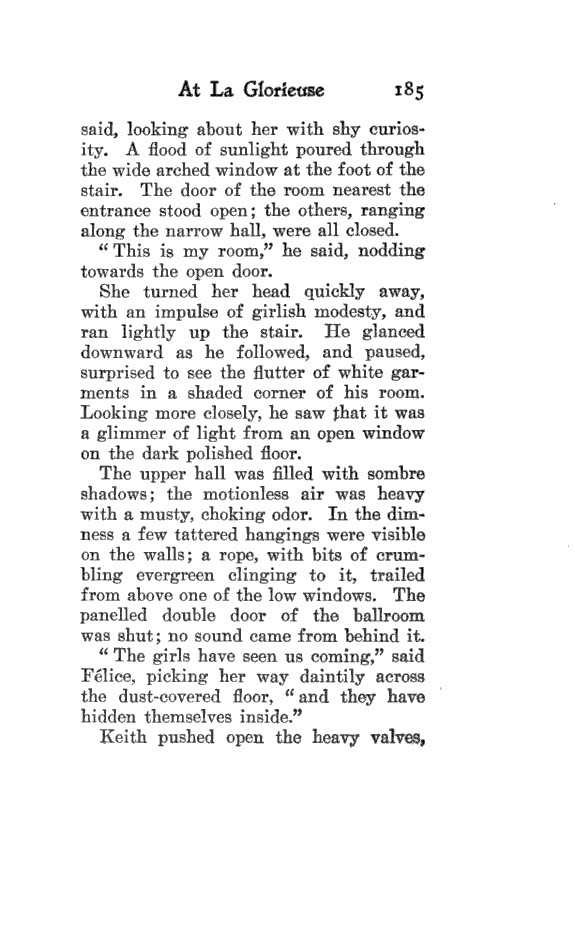 At La Glorieuse 185
said, looking about her with shy curios-
ity. A flood of sunlight poured through
the wide arched window at the foot of the
stair. The door of the room nearest the
entrance stood open; the others, ranging
along the narrow hall, were all closed.
“This is my room,” he said, nodding
towards the open door.
She turned her head quickly away,
with an impulse of girlish modesty, and
ran lightly up the stair. He glanced
downward as he followed, and paused,
surprised to see the flutter of white gar-
ments in a shaded corner of his room.
Looking more closely, he saw that it was
a glimmer of light from an open window
on the dark polished floor.
The upper hall was filled with sombre
shadows; the motionless air was heavy
with a musty, choking odor. In the dim-
ness a few tattered hangings were visible
on the walls; a rope, with bits of crum-
bling evergreen clinging to it, trailed
from above one of the low windows. The
panelled double door of the ballroom
was shut; no sound came from behind it.
“The girls have seen us coming,” said
Félice, picking her way daintily across
the dust-covered floor, “and they have
hidden themselves inside.”
Keith pushed open the heavy valves,